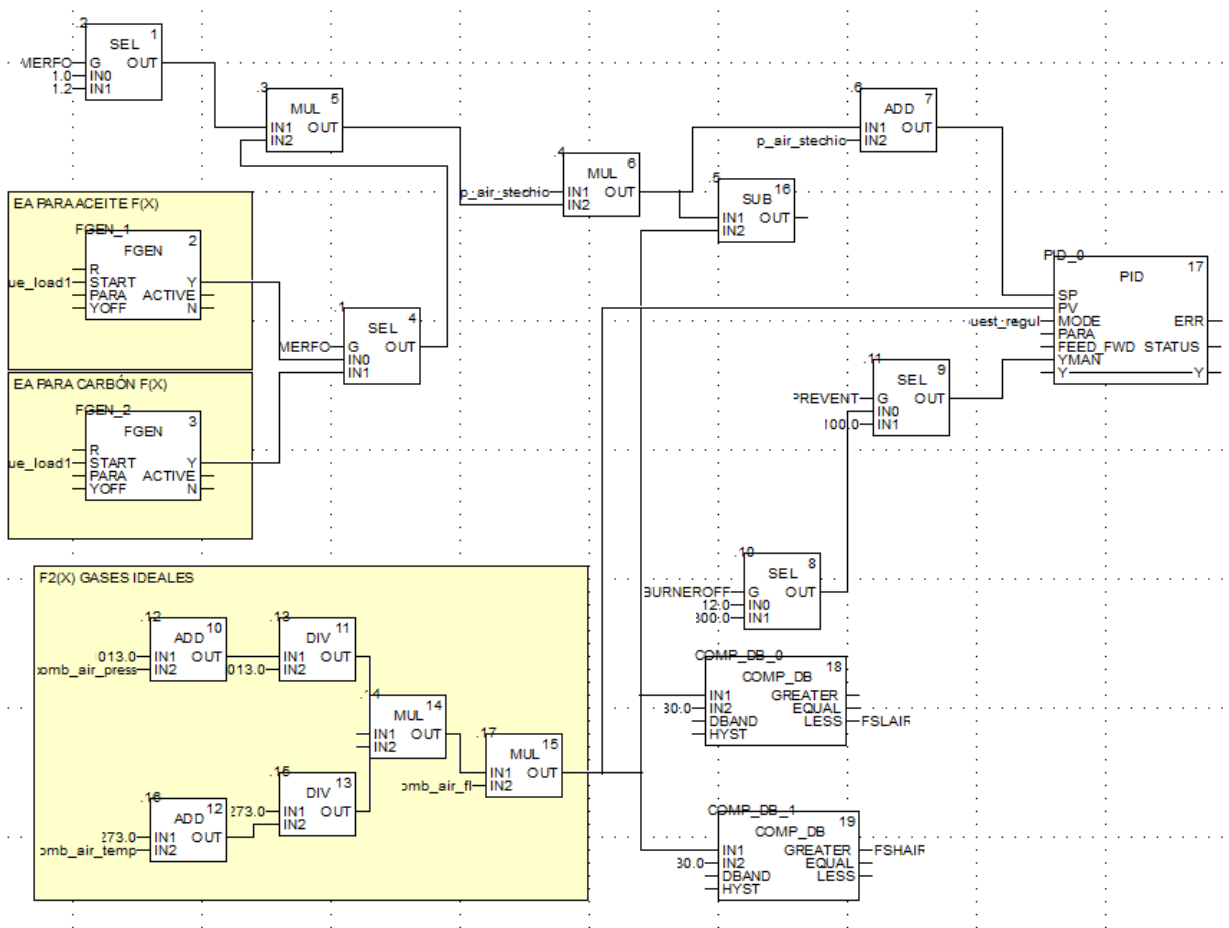 .2
1
SEL
MERFO
G
OUT
1.0
IN0
1.2
IN1
.3
5
MUL
IN1
OUT
IN2
.4
6
MUL
p_air_stechio
IN1
OUT
IN2
.6
7
ADD
IN1
OUT
p_air_stechio
IN2
.5
16
SUB
IN1
OUT
IN2
EA PARA ACEITE F(X)
FGEN_1
2
FGEN
R
ue_load1
START
Y
PARA
ACTIVE
YOFF
N
.1
4
SEL
MERFO
G
OUT
IN0
IN1
EA PARA CARBÓN F(X)
FGEN_2
3
FGEN
R
ue_load1
START
Y
PARA
ACTIVE
YOFF
N
PID_0
17
PID
SP
PV
uest_regul
MODE
ERR
PARA
FEED_FWD
STATUS
YMAN
Y
Y
.11
9
SEL
PREVENT
G
OUT
IN0
100.0
IN1
.10
8
SEL
BURNEROFF
G
OUT
12.0
IN0
300.0
IN1
F2(X) GASES IDEALES
.12
10
ADD
013.0
IN1
OUT
comb_air_press
IN2
.13
11
DIV
IN1
OUT
013.0
IN2
.14
14
MUL
IN1
OUT
IN2
.17
15
MUL
IN1
OUT
omb_air_fl
IN2
.15
13
DIV
273.0
IN1
OUT
IN2
.16
12
ADD
273.0
IN1
OUT
omb_air_temp
IN2
COMP_DB_0
18
COMP_DB
IN1
GREATER
30.0
IN2
EQUAL
DBAND
LESS
FSLAIR
HYST
COMP_DB_1
19
COMP_DB
IN1
GREATER
FSHAIR
30.0
IN2
EQUAL
DBAND
LESS
HYST